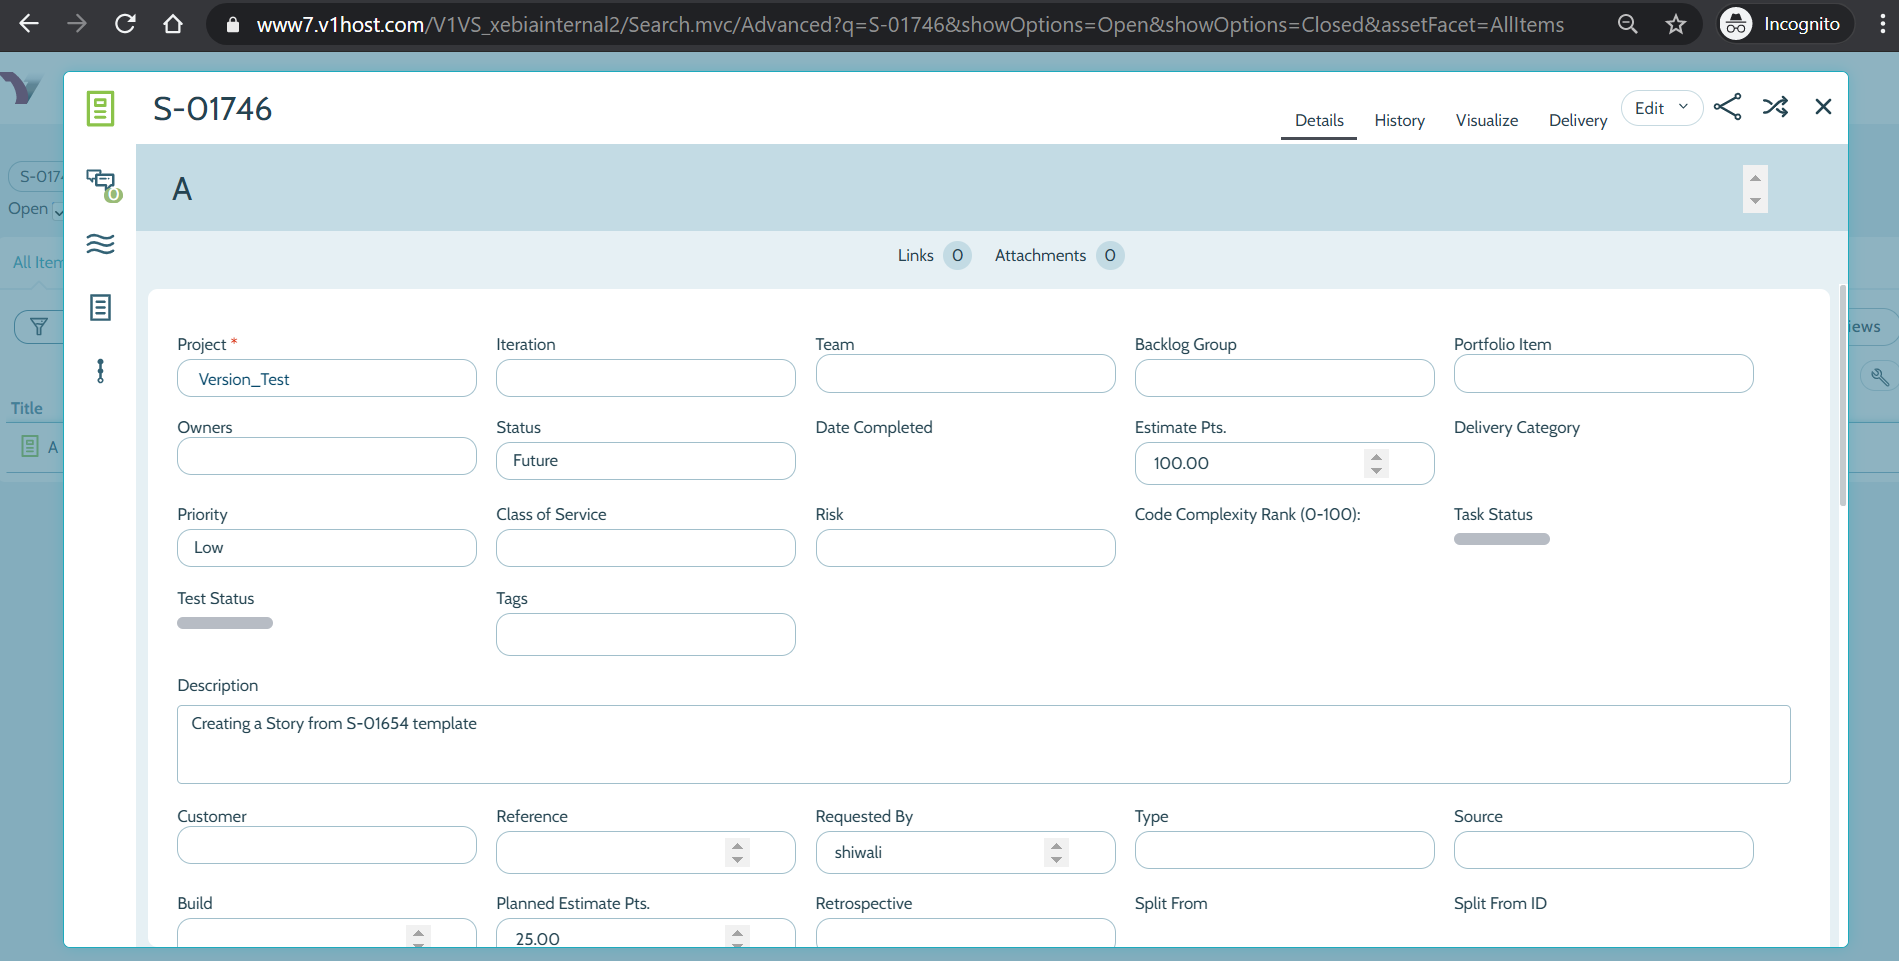 www7.v1host.com/V1VS_xebiainternal2/Search.mvc/Advanced?q=S-01746&showOptions=Open&showOptions=Closed&assetFacet=AllItems
Incognito
S-01746
Details History Visualize Delivery Edit
S-0174
Open
A
0
Links 0 Attachments 0
All Item
iews
Project * Iteration Team Backlog Group Portfolio Item
Version_Test
Title
A
Owners Status Date Completed Estimate Pts. Delivery Category
Future 100.00
Priority Class of Service Risk Code Complexity Rank (0-100): Task Status
Low
Test Status Tags
Description
Creating a Story from S-01654 template
Customer Reference Requested By Type Source
shiwali
Build Planned Estimate Pts. Retrospective Split From Split From ID
25.00